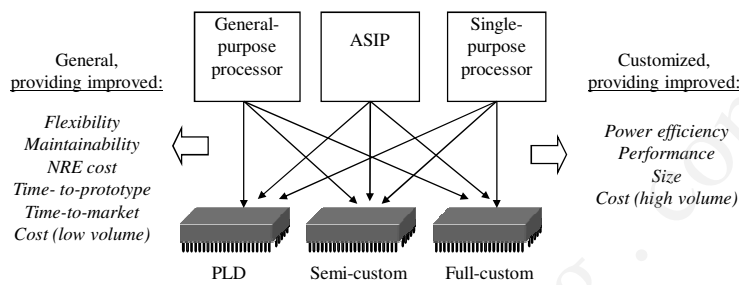 General-
purpose
processor
ASIP
Single-
purpose
processor
General,
providing improved:
Customized,
providing improved:
Flexibility
Maintainability
NRE cost
Time- to-prototype
Time-to-market
Cost (low volume)
Power efficiency
Performance
Size
Cost (high volume)
PLD
Semi-custom
Full-custom